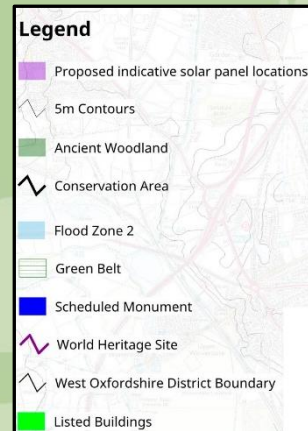 Legend
Proposed indicative solar panel locations
5m Contours
Ancient Woodland
Conservation Area
Flood Zone 2
Green Belt
Scheduled Monument
World Heritage Site
West Oxfordshire District Boundary
Listed Buildings